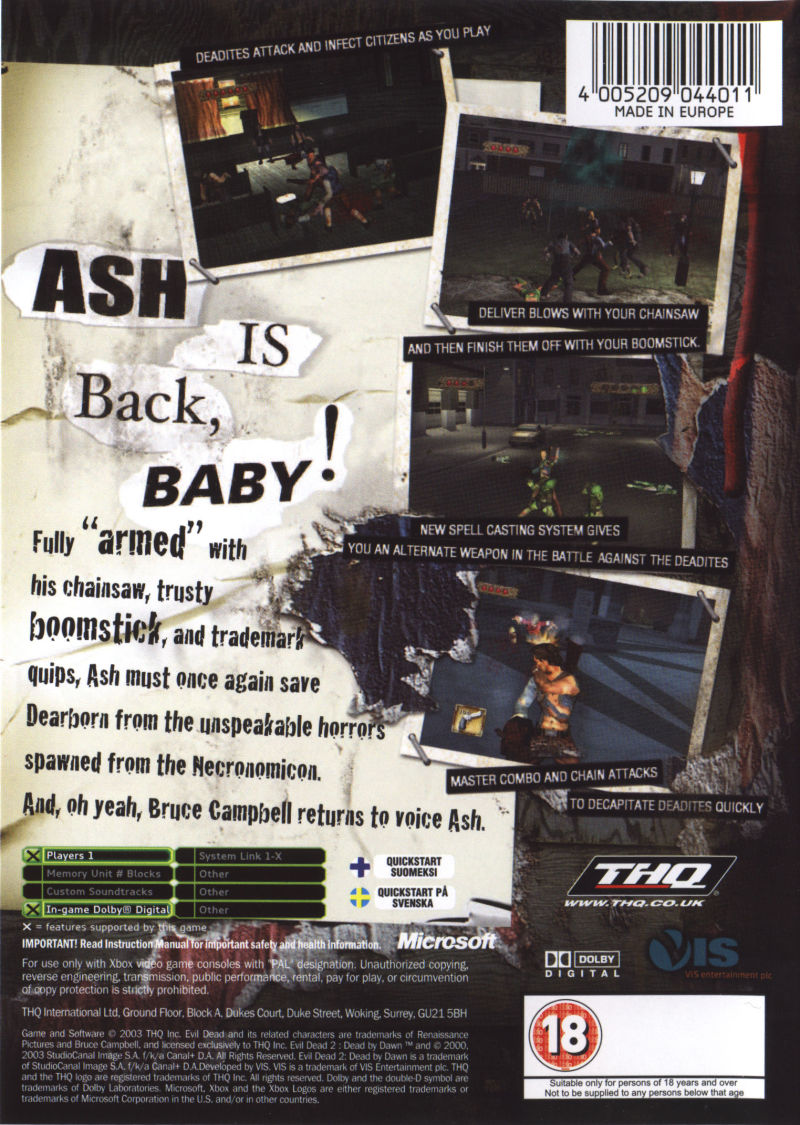 DEADITES ATTACK AND INFECT CITIZENS AS YOU PLAY
4 005209 044011
MADE IN EUROPE
DELIVER BLOWS WITH YOUR CHAINSAW
AND THEN FINISH THEM OFF WITH YOUR BOOMSTICK.
ASH
IS
Back,
BABY!
NEW SPELL CASTING SYSTEM GIVES
YOU AN ALTERNATE WEAPON IN THE BATTLE AGAINST THE DEADITES
Fully "armed" with
his chainsaw, trusty
boomstick, and trademark
quips, Ash must once again save
Dearborn from the unspeakable horrors
spawned from the Necronomicon.
And, oh yeah, Bruce Campbell returns to voice Ash.
MASTER COMBO AND CHAIN ATTACKS
TO DECAPITATE DEADITES QUICKLY
Players 1
System Link 1-X
Memory Unit # Blocks
Other
Custom Soundtracks
Other
In-game Dolby® Digital
Other
QUICKSTART
SUOMEKSI
QUICKSTART PÅ
SVENSKA
THQ®
WWW.THQ.CO.UK
X = features supported by this game
IMPORTANT! Read Instruction Manual for important safety and health information.
Microsoft
For use only with Xbox video game consoles with "PAL" designation. Unauthorized copying,
reverse engineering, transmission, public performance, rental, pay for play, or circumvention
of copy protection is strictly prohibited.
DOLBY
DIGITAL
VIS
VIS entertainment plc
THQ International Ltd, Ground Floor, Block A, Dukes Court, Duke Street, Woking, Surrey, GU21 5BH
Game and Software © 2003 THQ Inc. Evil Dead and its related characters are trademarks of Renaissance
Pictures and Bruce Campbell, and licensed exclusively to THQ Inc. Evil Dead 2 : Dead by Dawn ™ and © 2000,
2003 StudioCanal Image S.A. f/k/a Canal+ D.A. All Rights Reserved. Evil Dead 2: Dead by Dawn is a trademark
of StudioCanal Image S.A. f/k/a Canal+ D.A.Developed by VIS. VIS is a trademark of VIS Entertainment plc. THQ
and the THQ logo are registered trademarks of THQ Inc. All rights reserved. Dolby and the double-D symbol are
trademarks of Dolby Laboratories. Microsoft, Xbox and the Xbox Logos are either registered trademarks or
trademarks of Microsoft Corporation in the U.S. and/or in other countries.
18
Suitable only for persons of 18 years and over
Not to be supplied to any persons below that age